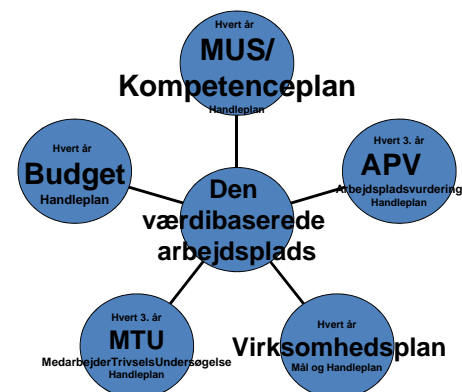 Hvert år
MUS/
Kompetenceplan
Handleplan
Hvert 3. år
APV
Arbejdspladsvurdering
Handleplan
Hvert år
Budget
Handleplan
Den
værdibaserede
arbejdsplads
Hvert 3. år
MTU
MedarbejderTrivselsUndersøgelse
Handleplan
Hvert år
Virksomhedsplan
Mål og Handleplan